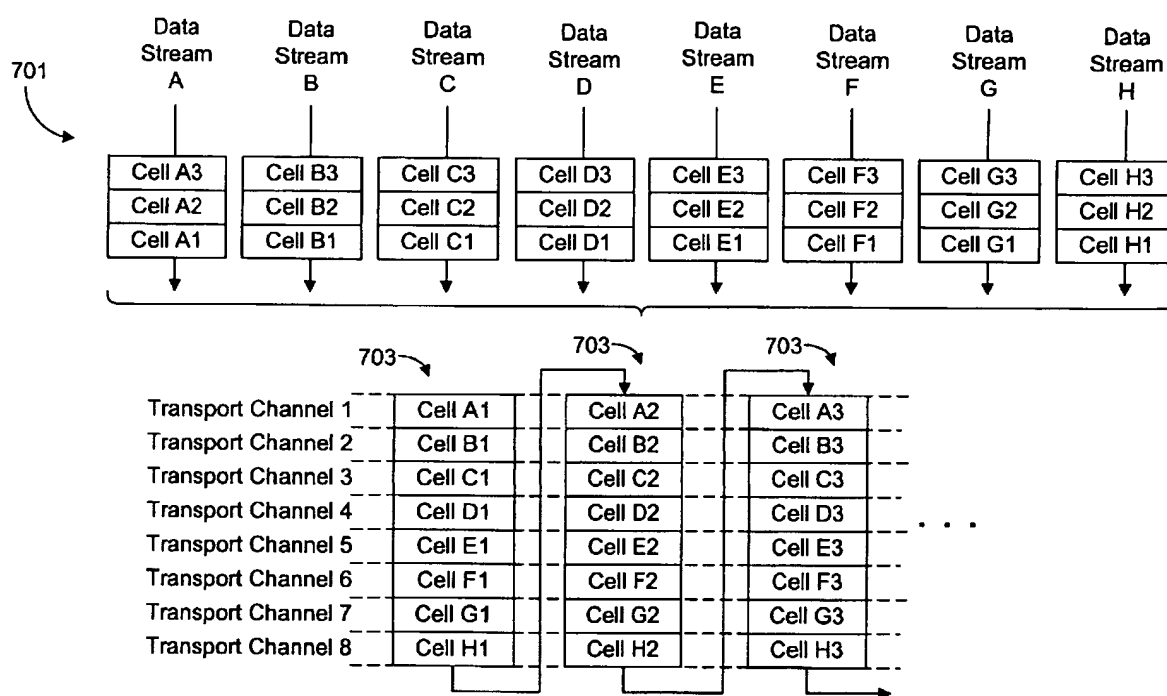 701
Data Stream A
Data Stream B
Data Stream C
Data Stream D
Data Stream E
Data Stream F
Data Stream G
Data Stream H
Cell A3 Cell B3 Cell C3 Cell D3 Cell E3 Cell F3 Cell G3 Cell H3
Cell A2 Cell B2 Cell C2 Cell D2 Cell E2 Cell F2 Cell G2 Cell H2
Cell A1 Cell B1 Cell C1 Cell D1 Cell E1 Cell F1 Cell G1 Cell H1
703 703 703
Transport Channel 1 Cell A1 Cell A2 Cell A3
Transport Channel 2 Cell B1 Cell B2 Cell B3
Transport Channel 3 Cell C1 Cell C2 Cell C3
Transport Channel 4 Cell D1 Cell D2 Cell D3
. . .
Transport Channel 5 Cell E1 Cell E2 Cell E3
Transport Channel 6 Cell F1 Cell F2 Cell F3
Transport Channel 7 Cell G1 Cell G2 Cell G3
Transport Channel 8 Cell H1 Cell H2 Cell H3